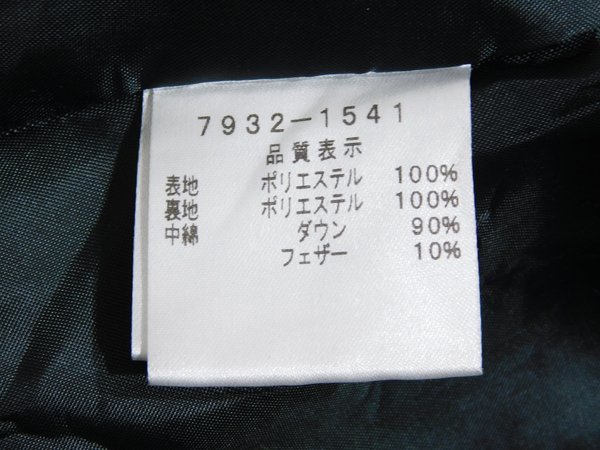 7932-1541
品質表示
表地 ポリエステル 100%
裏地 ポリエステル 100%
中綿 ダウン 90%
フェザー 10%